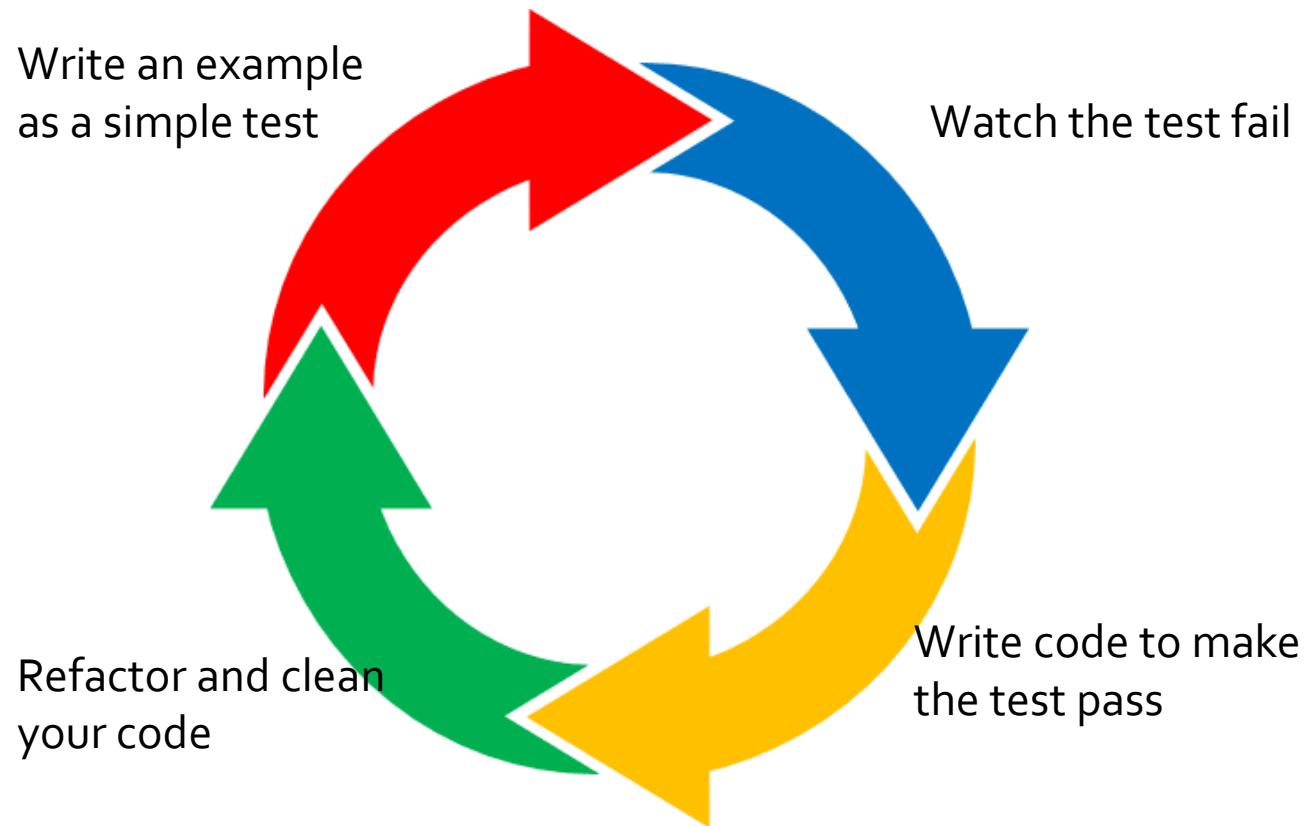 Write an example
as a simple test
Watch the test fail
Write code to make
the test pass
Refactor and clean
your code